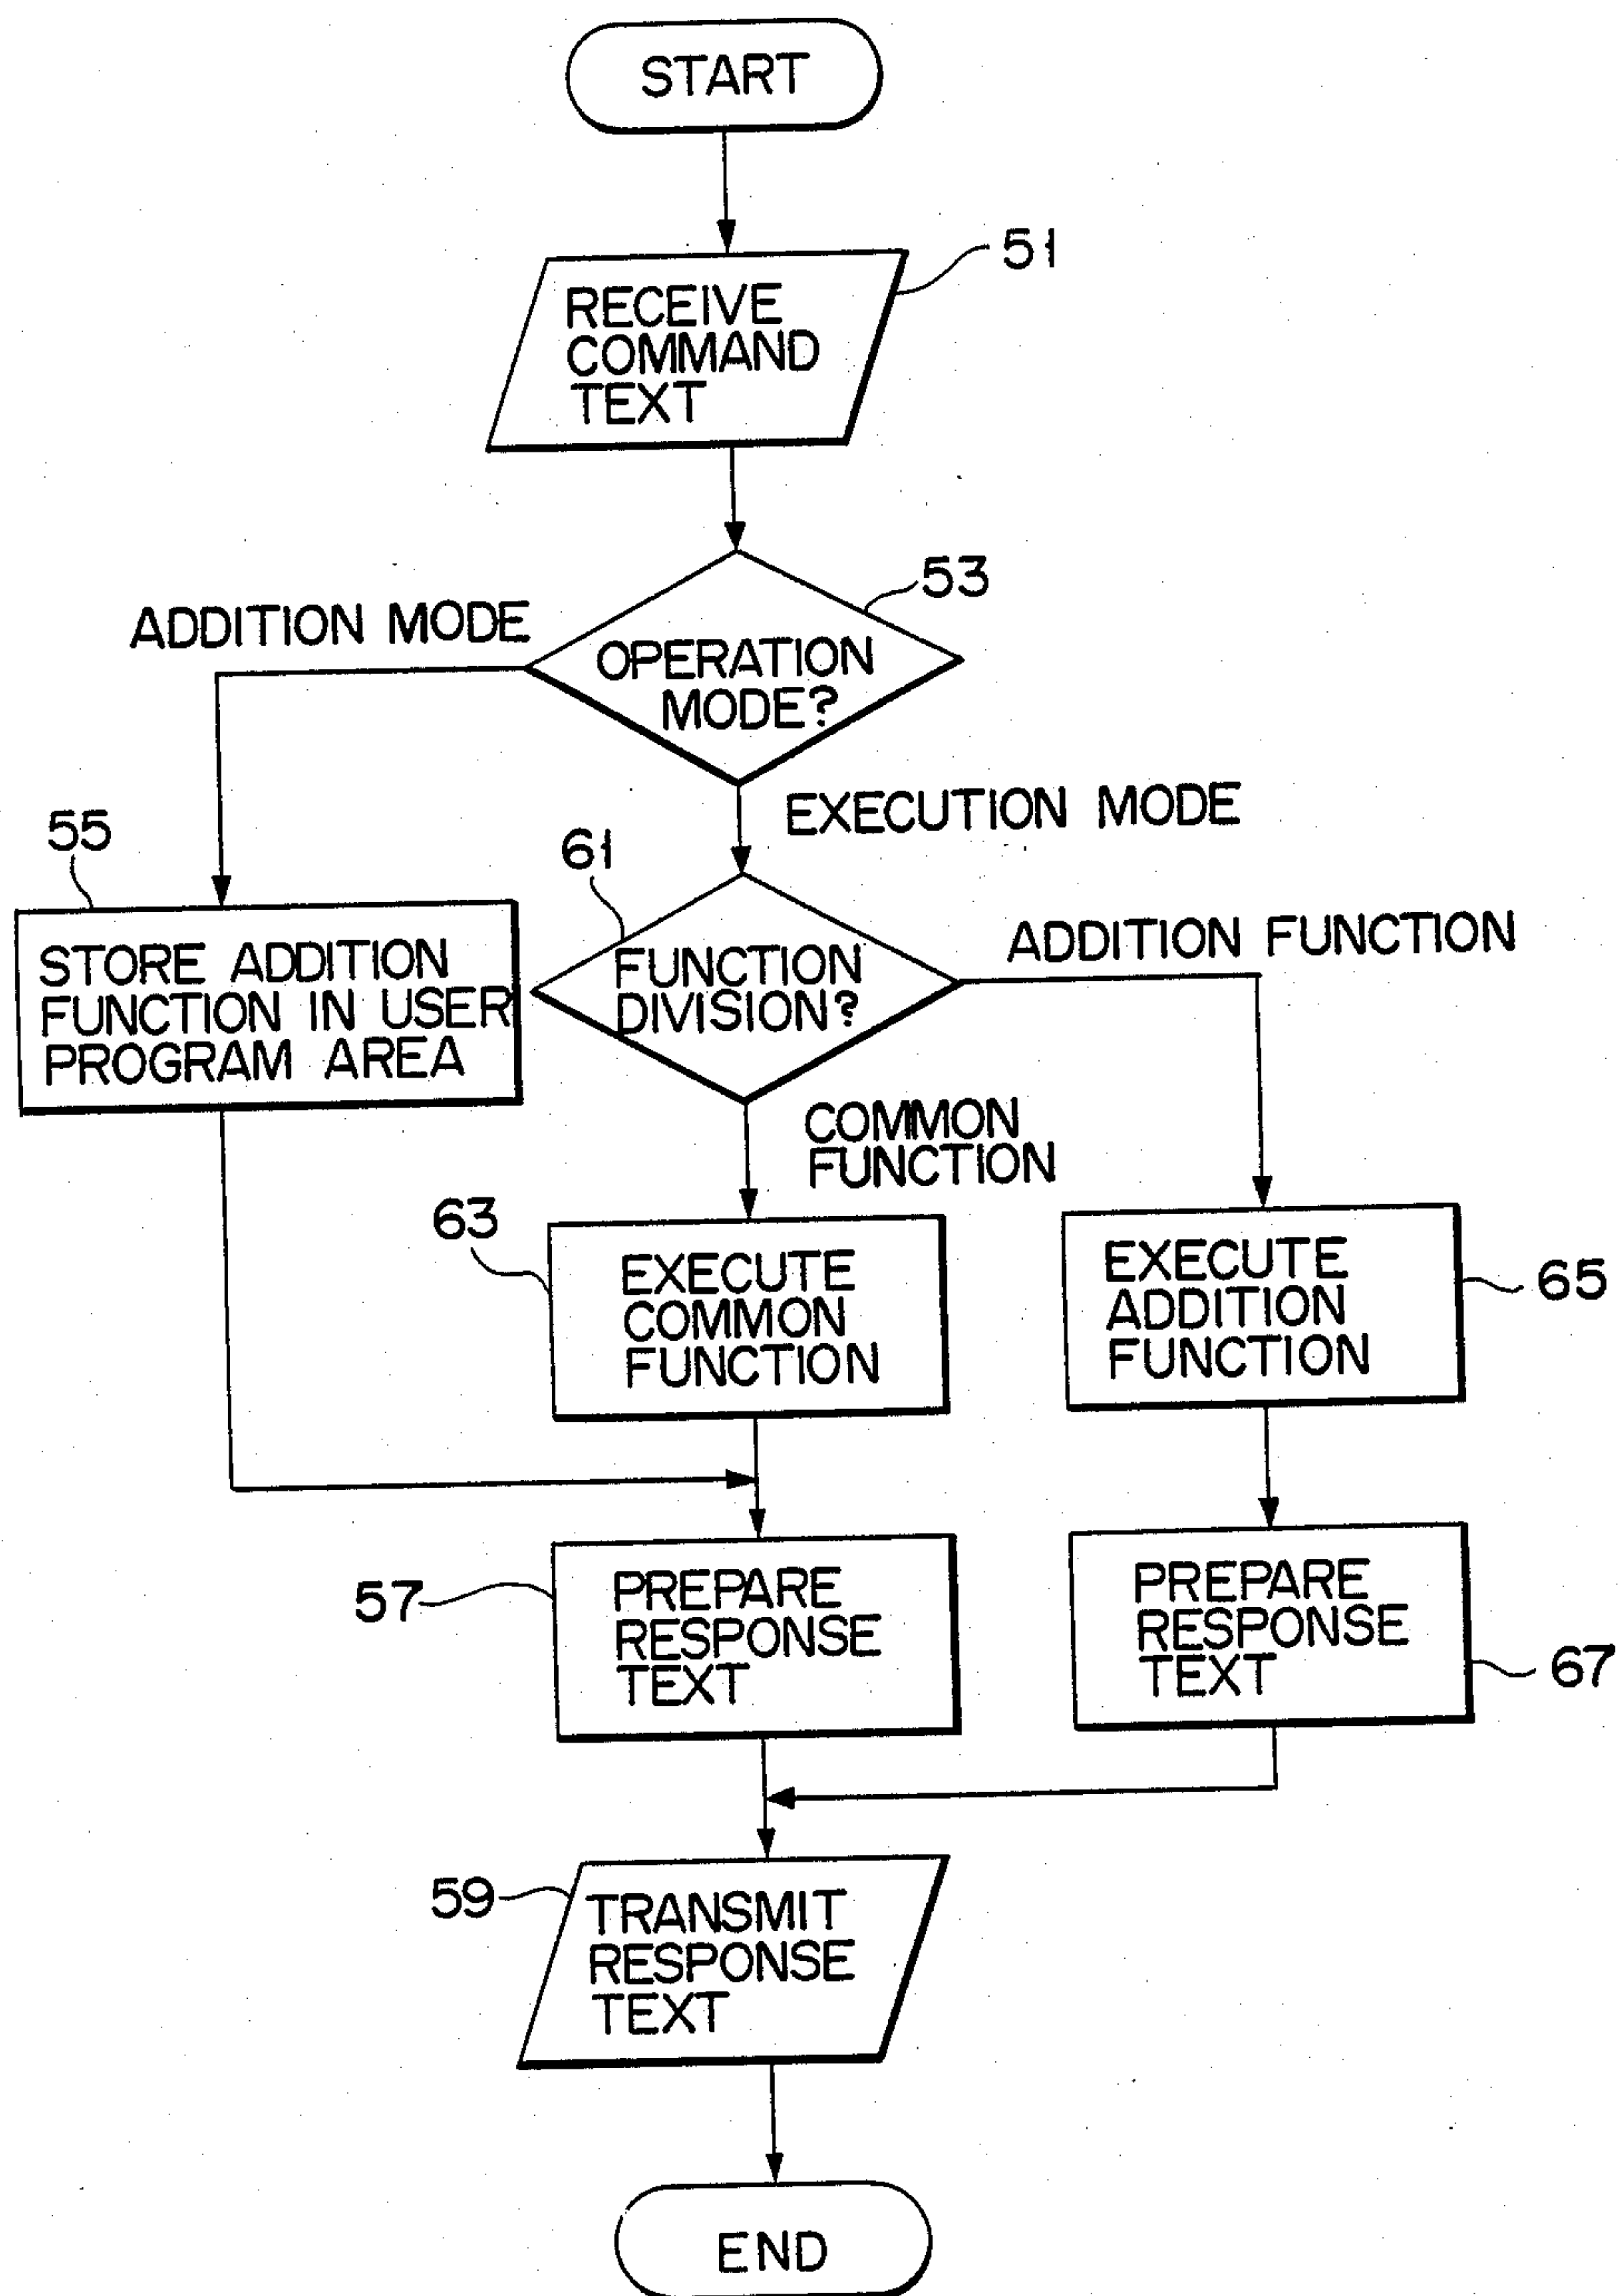 START
51
RECEIVE
COMMAND
TEXT
53
ADDITION MODE
OPERATION
MODE?
EXECUTION MODE
55
61
STORE ADDITION
FUNCTION IN USER
PROGRAM AREA
FUNCTION
DIVISION?
ADDITION FUNCTION
COMMON
FUNCTION
63
EXECUTE
COMMON
FUNCTION
EXECUTE
ADDITION
FUNCTION
65
57
PREPARE
RESPONSE
TEXT
PREPARE
RESPONSE
TEXT
67
59
TRANSMIT
RESPONSE
TEXT
END